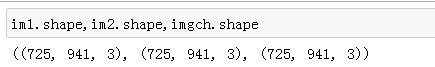 im1.shape,im2.shape,imgch.shape
((725, 941, 3), (725, 941, 3), (725, 941, 3))